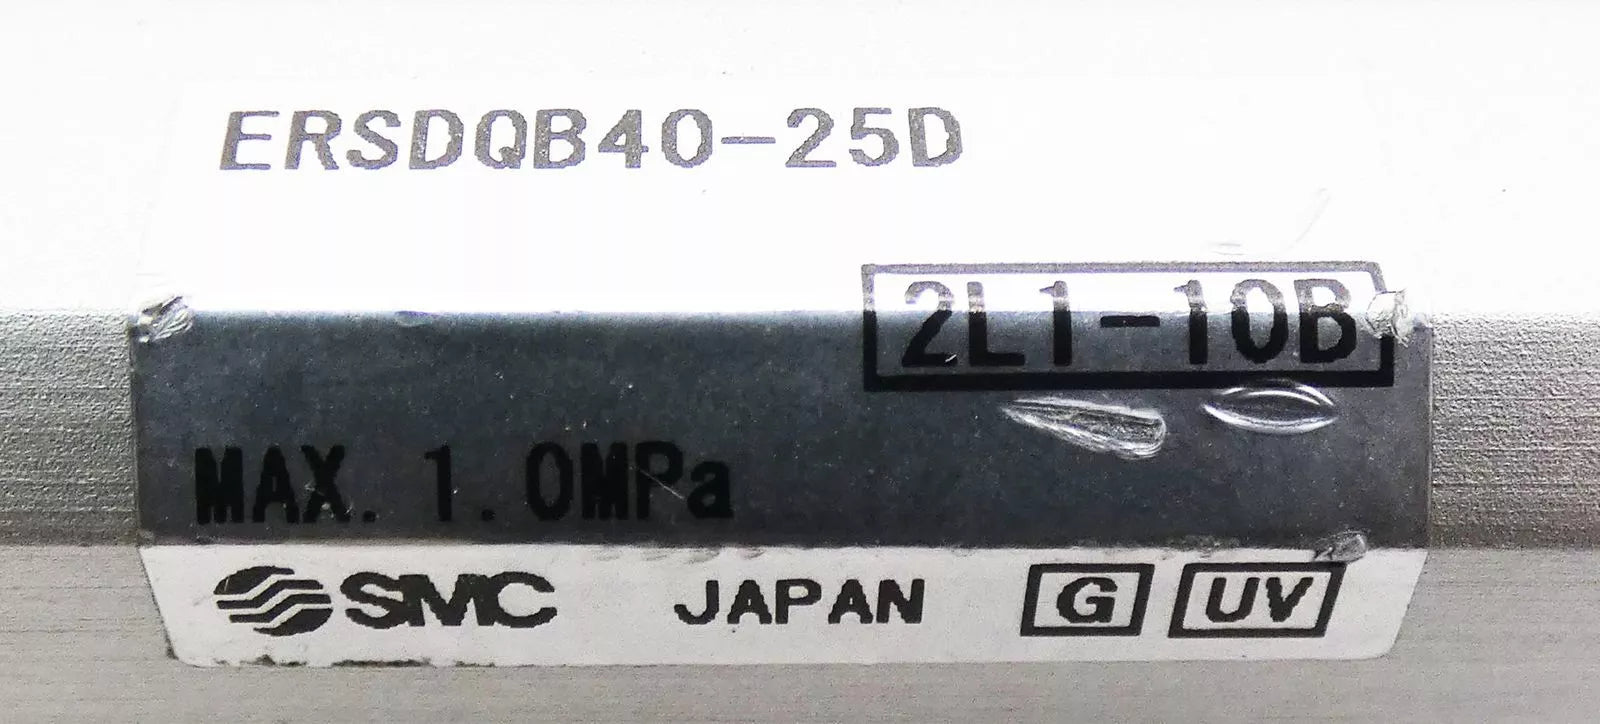 ERSDQB40-25D
2L1-10B
MAX. 1.0MPa
SMC JAPAN G UV